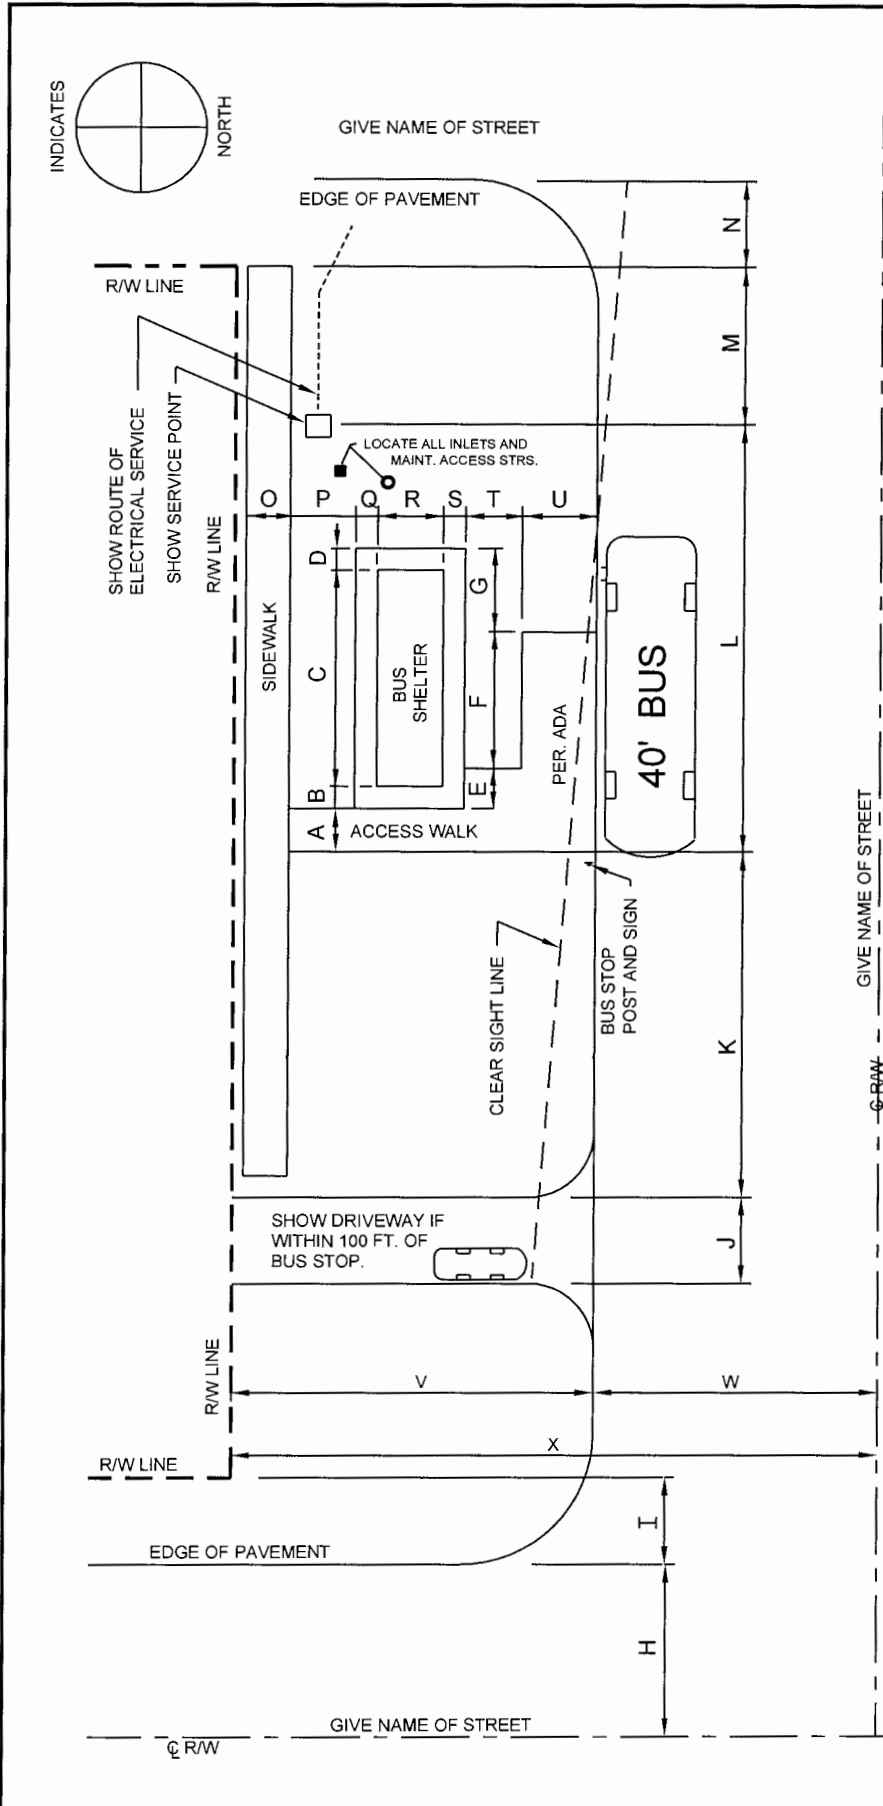 INDICATES
NORTH
GIVE NAME OF STREET
EDGE OF PAVEMENT
R/W LINE
SHOW ROUTE OF
ELECTRICAL SERVICE
SHOW SERVICE POINT
R/W LINE
LOCATE ALL INLETS AND
MAINT. ACCESS STRS.
N
M
O
P
Q
R
S
T
U
D
G
SIDEWALK
C
BUS
SHELTER
F
L
40' BUS
PER. ADA
B
E
A
ACCESS WALK
GIVE NAME OF STREET
BUS STOP
POST AND SIGN
CLEAR SIGHT LINE
K
℄ R/W
SHOW DRIVEWAY IF
WITHIN 100 FT. OF
BUS STOP.
J
R/W LINE
V
W
X
R/W LINE
I
EDGE OF PAVEMENT
H
GIVE NAME OF STREET
℄ R/W